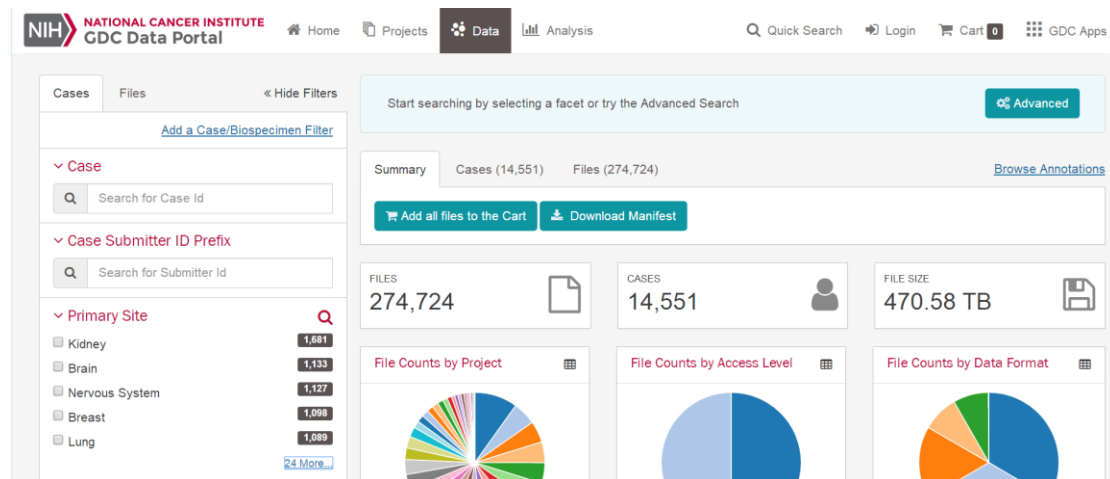 NIH NATIONAL CANCER INSTITUTE
GDC Data Portal
Home
Projects
Data
Analysis
Quick Search
Login
Cart 0
GDC Apps
Cases
Files
« Hide Filters
Add a Case/Biospecimen Filter
Case
Search for Case Id
Case Submitter ID Prefix
Search for Submitter Id
Primary Site
Kidney 1,681
Brain 1,133
Nervous System 1,127
Breast 1,098
Lung 1,089
24 More...
Start searching by selecting a facet or try the Advanced Search
Advanced
Summary
Cases (14,551)
Files (274,724)
Browse Annotations
Add all files to the Cart
Download Manifest
FILES
274,724
CASES
14,551
FILE SIZE
470.58 TB
File Counts by Project
File Counts by Access Level
File Counts by Data Format